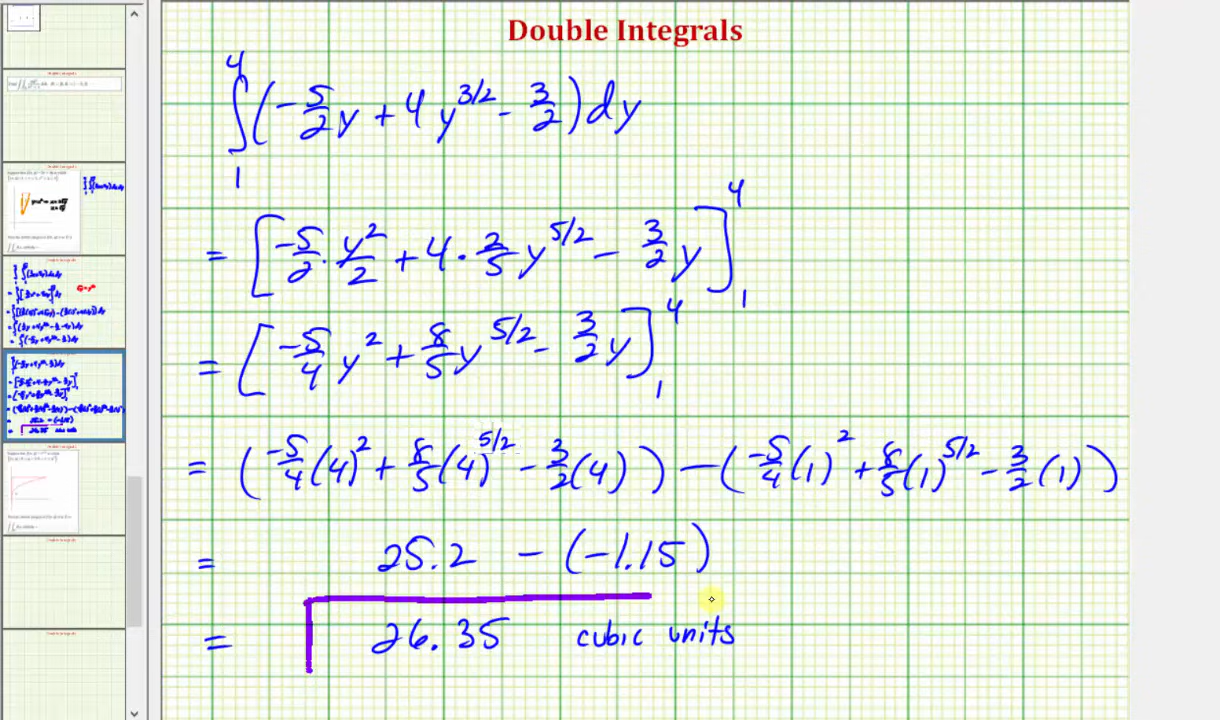 Double Integrals
∫₁⁴ (-5/2 y + 4 y^{3/2} - 3/2) dy
= [-5/2 · y²/2 + 4 · 2/5 y^{5/2} - 3/2 y]₁⁴
= [-5/4 y² + 8/5 y^{5/2} - 3/2 y]₁⁴
= (-5/4 (4)² + 8/5 (4)^{5/2} - 3/2 (4)) - (-5/4 (1)² + 8/5 (1)^{5/2} - 3/2 (1))
= 25.2 - (-1.15)
= 26.35 cubic units